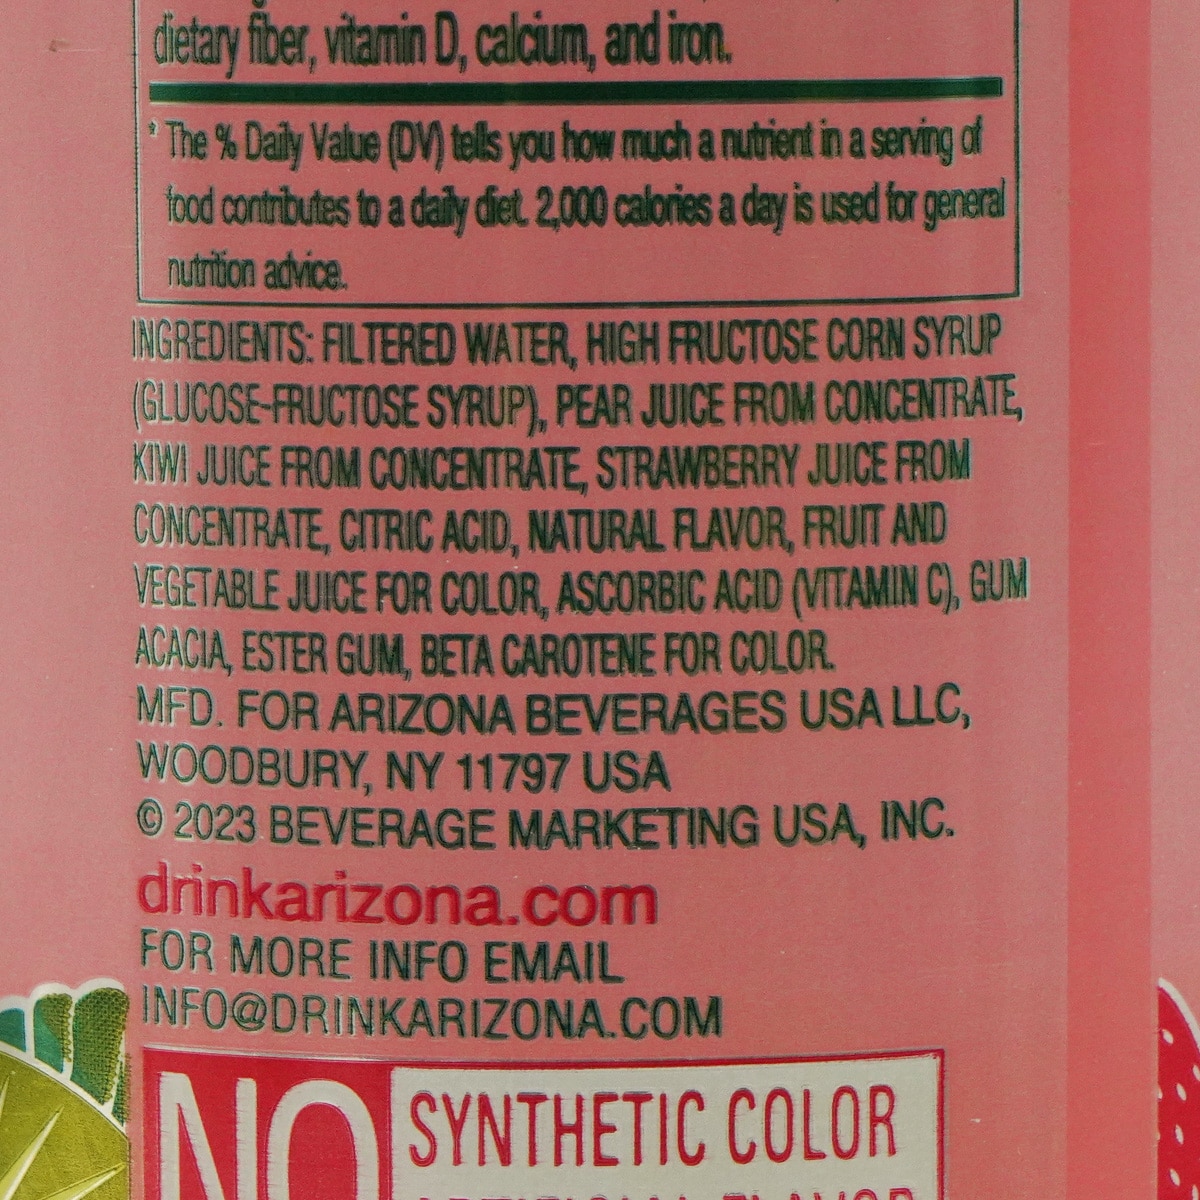 dietary fiber, vitamin D, calcium, and iron.
* The % Daily Value (DV) tells you how much a nutrient in a serving of
food contributes to a daily diet. 2,000 calories a day is used for general
nutrition advice.
INGREDIENTS: FILTERED WATER, HIGH FRUCTOSE CORN SYRUP
(GLUCOSE-FRUCTOSE SYRUP), PEAR JUICE FROM CONCENTRATE,
KIWI JUICE FROM CONCENTRATE, STRAWBERRY JUICE FROM
CONCENTRATE, CITRIC ACID, NATURAL FLAVOR, FRUIT AND
VEGETABLE JUICE FOR COLOR, ASCORBIC ACID (VITAMIN C), GUM
ACACIA, ESTER GUM, BETA CAROTENE FOR COLOR.
MFD. FOR ARIZONA BEVERAGES USA LLC,
WOODBURY, NY 11797 USA
© 2023 BEVERAGE MARKETING USA, INC.
drinkarizona.com
FOR MORE INFO EMAIL
INFO@DRINKARIZONA.COM
NO SYNTHETIC COLOR